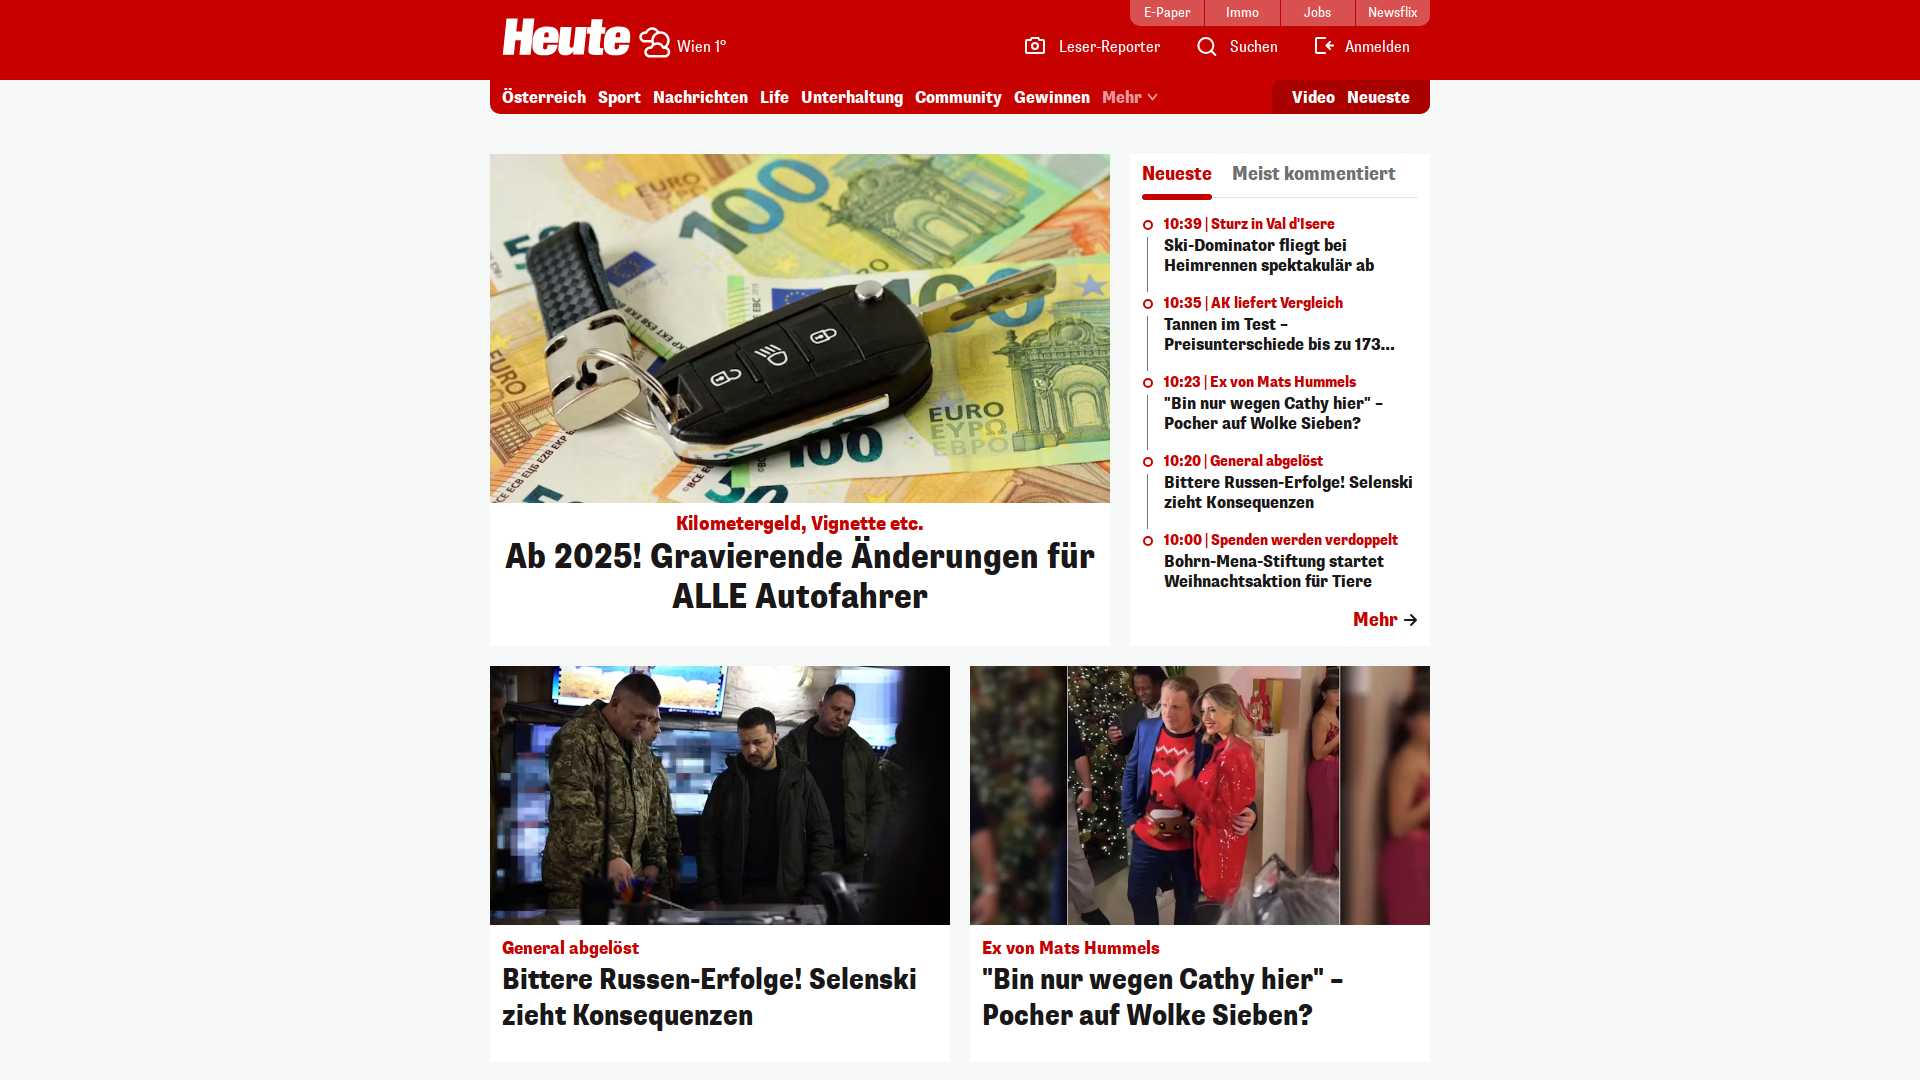 E-Paper
Immo
Jobs
Newsflix
Heute
Wien 1°
Leser-Reporter
Suchen
Anmelden
Österreich
Sport
Nachrichten
Life
Unterhaltung
Community
Gewinnen
Mehr
Video
Neueste
EURO
100
EURO
ΕΥΡΩ
ЕВРО
100
Kilometergeld, Vignette etc.
Ab 2025! Gravierende Änderungen für
ALLE Autofahrer
Neueste
Meist kommentiert
10:39 | Sturz in Val d'Isere
Ski-Dominator fliegt bei
Heimrennen spektakulär ab
10:35 | AK liefert Vergleich
Tannen im Test –
Preisunterschiede bis zu 173...
10:23 | Ex von Mats Hummels
"Bin nur wegen Cathy hier" –
Pocher auf Wolke Sieben?
10:20 | General abgelöst
Bittere Russen-Erfolge! Selenski
zieht Konsequenzen
10:00 | Spenden werden verdoppelt
Bohrn-Mena-Stiftung startet
Weihnachtsaktion für Tiere
Mehr
General abgelöst
Bittere Russen-Erfolge! Selenski
zieht Konsequenzen
Ex von Mats Hummels
"Bin nur wegen Cathy hier" –
Pocher auf Wolke Sieben?